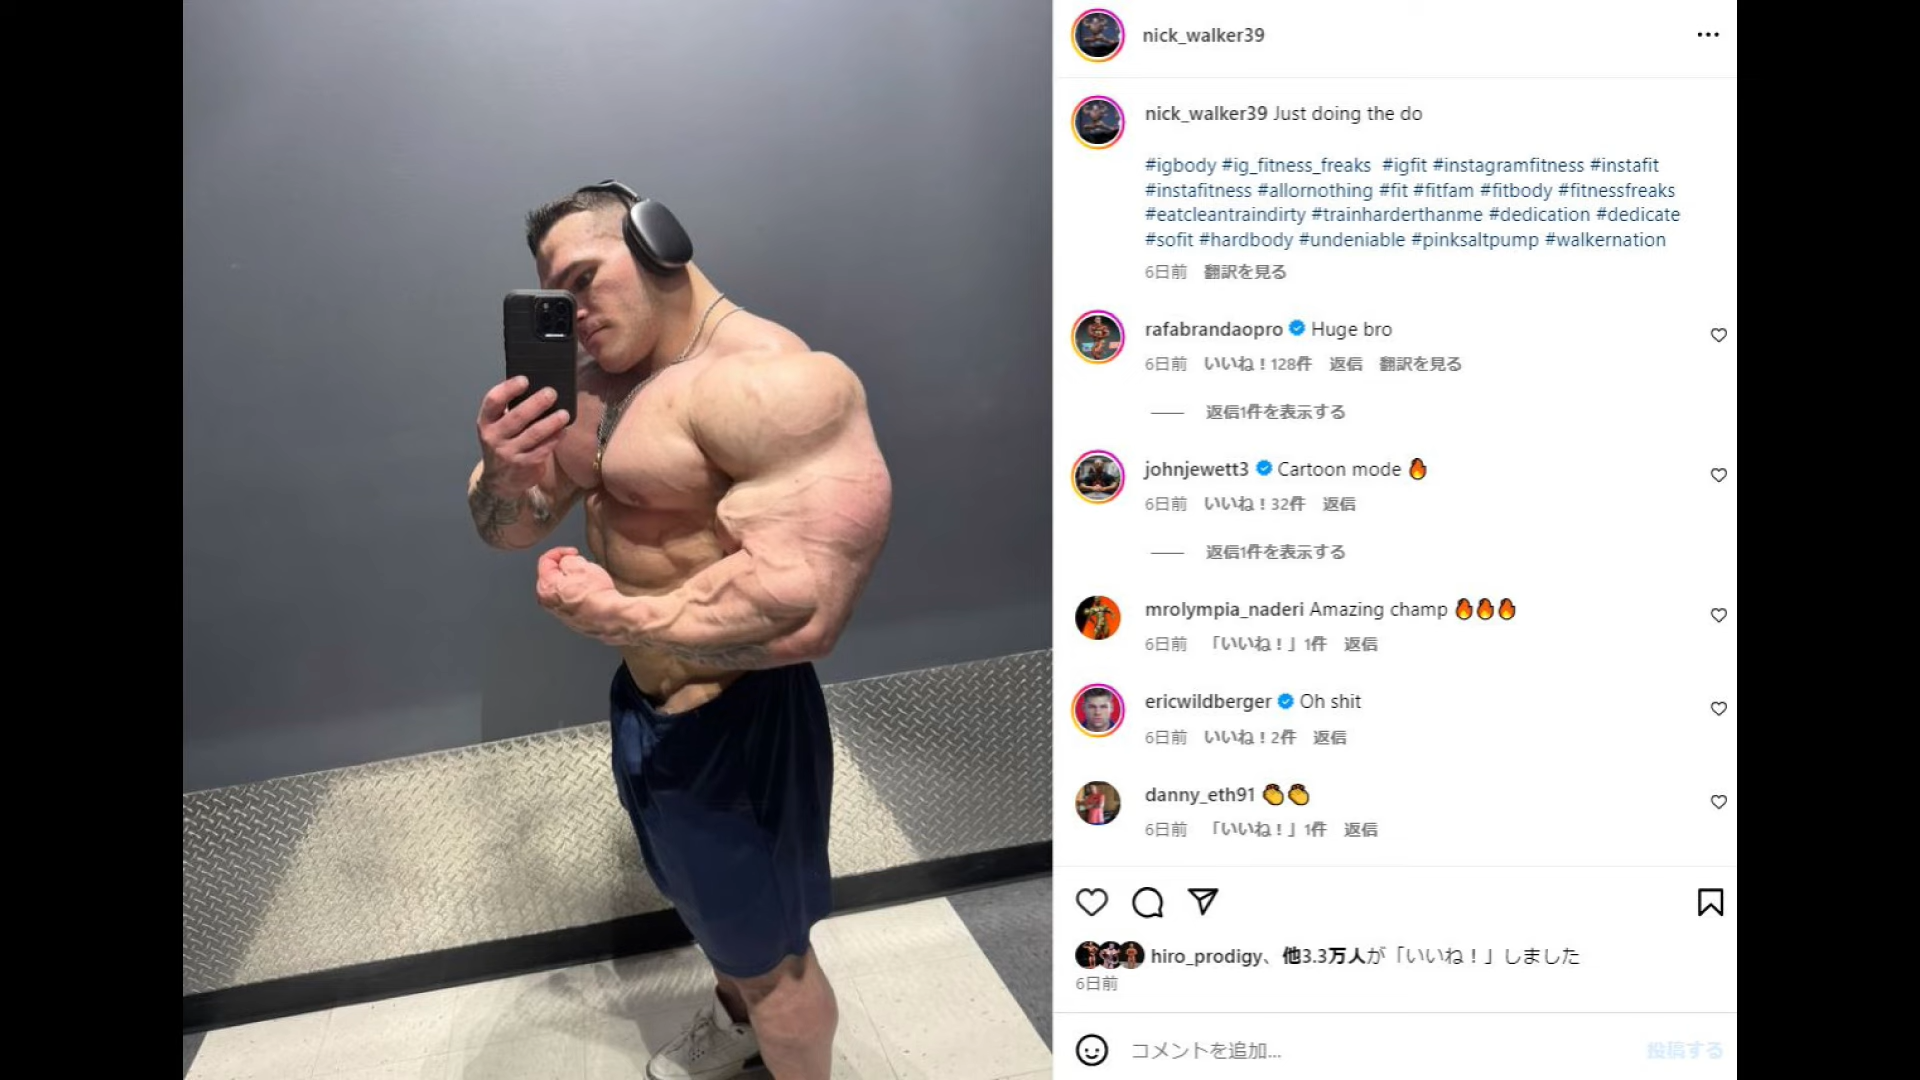 nick_walker39
nick_walker39 Just doing the do
#igbody #ig_fitness_freaks #igfit #instagramfitness #instafit
#instafitness #allornothing #fit #fitfam #fitbody #fitnessfreaks
#eatcleantraindirty #trainharderthanme #dedication #dedicate
#sofit #hardbody #undeniable #pinksaltpump #walkernation
6日前 翻訳を見る
rafabrandaopro Huge bro
6日前 いいね！128件 返信 翻訳を見る
返信1件を表示する
johnjewett3 Cartoon mode 🔥
6日前 いいね！32件 返信
返信1件を表示する
mrolympia_naderi Amazing champ 🔥🔥🔥
6日前 「いいね！」1件 返信
ericwildberger Oh shit
6日前 いいね！2件 返信
danny_eth91 👏👏
6日前 「いいね！」1件 返信
hiro_prodigy、他3.3万人が「いいね！」しました
6日前
コメントを追加...
投稿する